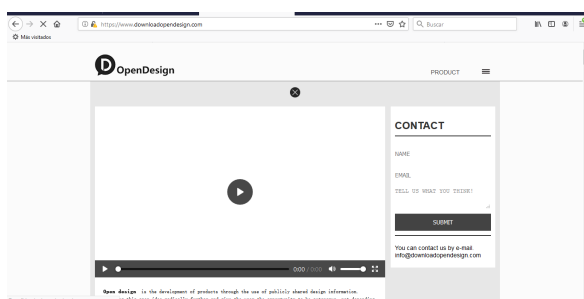 https://www.downloadopendesign.com
Buscar
Más visitados
D OpenDesign
PRODUCT
CONTACT
NAME
EMAIL
TELL US WHAT YOU THINK!
SUBMIT
0:00 / 0:00
You can contact us by e-mail.
info@downloadopendesign.com
Open design is the development of products through the use of publicly shared design information.